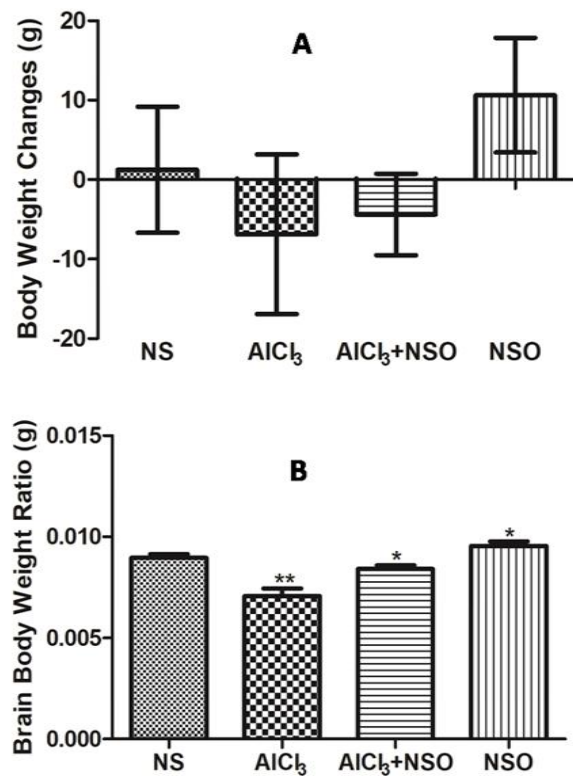 A
Body Weight Changes (g)
20
10
0
-10
-20
NS AlCl₃ AlCl₃+NSO NSO
B
Brain Body Weight Ratio (g)
0.015
0.010
0.005
0.000
**
*
*
NS AlCl₃ AlCl₃+NSO NSO